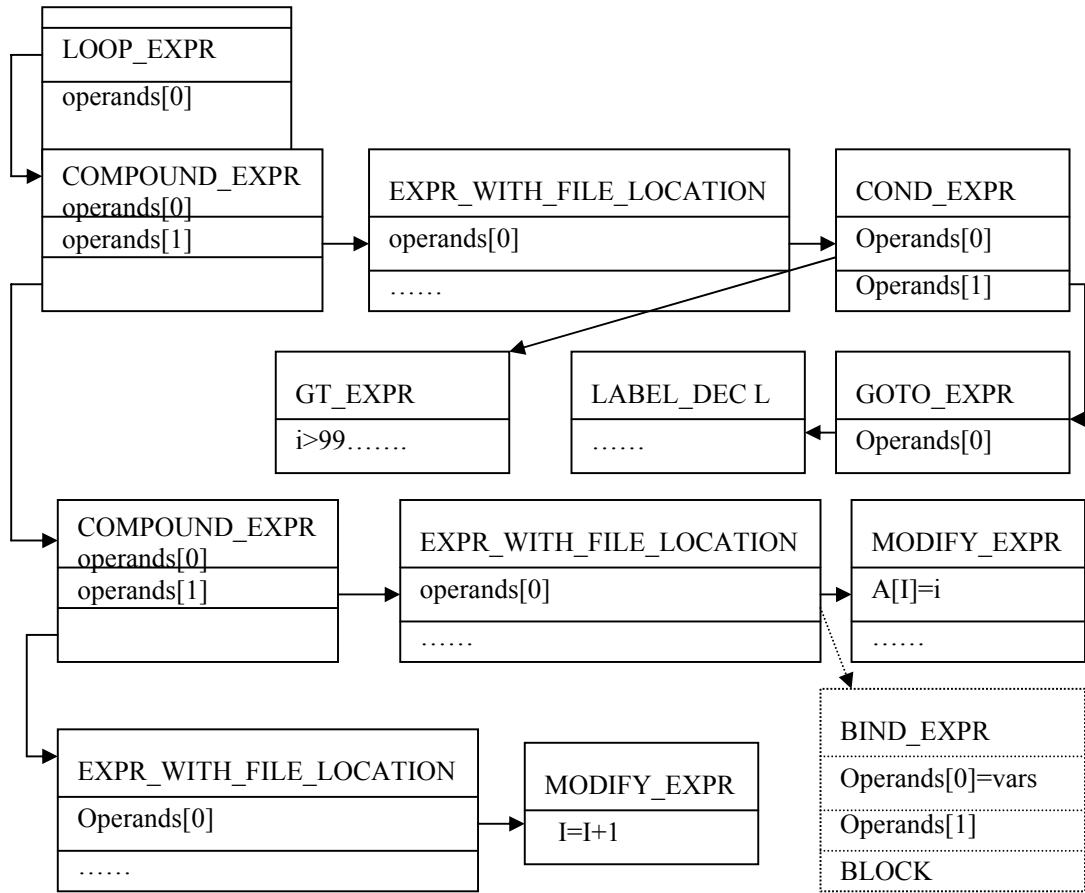 LOOP_EXPR
operands[0]
COMPOUND_EXPR
operands[0]
operands[1]
EXPR_WITH_FILE_LOCATION
operands[0]
……
COND_EXPR
Operands[0]
Operands[1]
GT_EXPR
i>99…….
LABEL_DEC L
……
GOTO_EXPR
Operands[0]
COMPOUND_EXPR
operands[0]
operands[1]
EXPR_WITH_FILE_LOCATION
operands[0]
……
MODIFY_EXPR
A[I]=i
……
BIND_EXPR
Operands[0]=vars
Operands[1]
BLOCK
EXPR_WITH_FILE_LOCATION
Operands[0]
……
MODIFY_EXPR
I=I+1